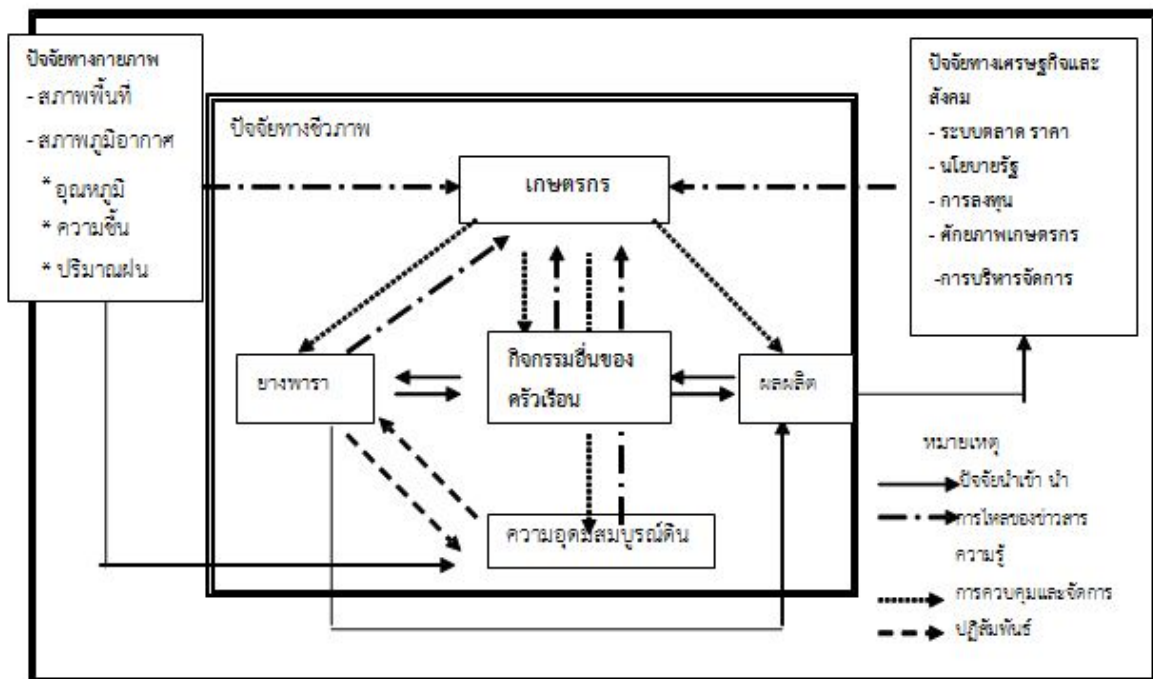 ปัจจัยทางกายภาพ
- สภาพพื้นที่
- สภาพภูมิอากาศ
* อุณหภูมิ
* ความชื้น
* ปริมาณฝน
ปัจจัยทางชีวภาพ
เกษตรกร
ยางพารา
กิจกรรมอื่นของ
ครัวเรือน
ผลผลิต
ความอุดมสมบูรณ์ดิน
ปัจจัยทางเศรษฐกิจและ
สังคม
- ระบบตลาด ราคา
- นโยบายรัฐ
- การลงทุน
- ศักยภาพเกษตรกร
-การบริหารจัดการ
หมายเหตุ
ปัจจัยนำเข้า นำ
การไหลของข่าวสาร
ความรู้
การควบคุมและจัดการ
ปฏิสัมพันธ์